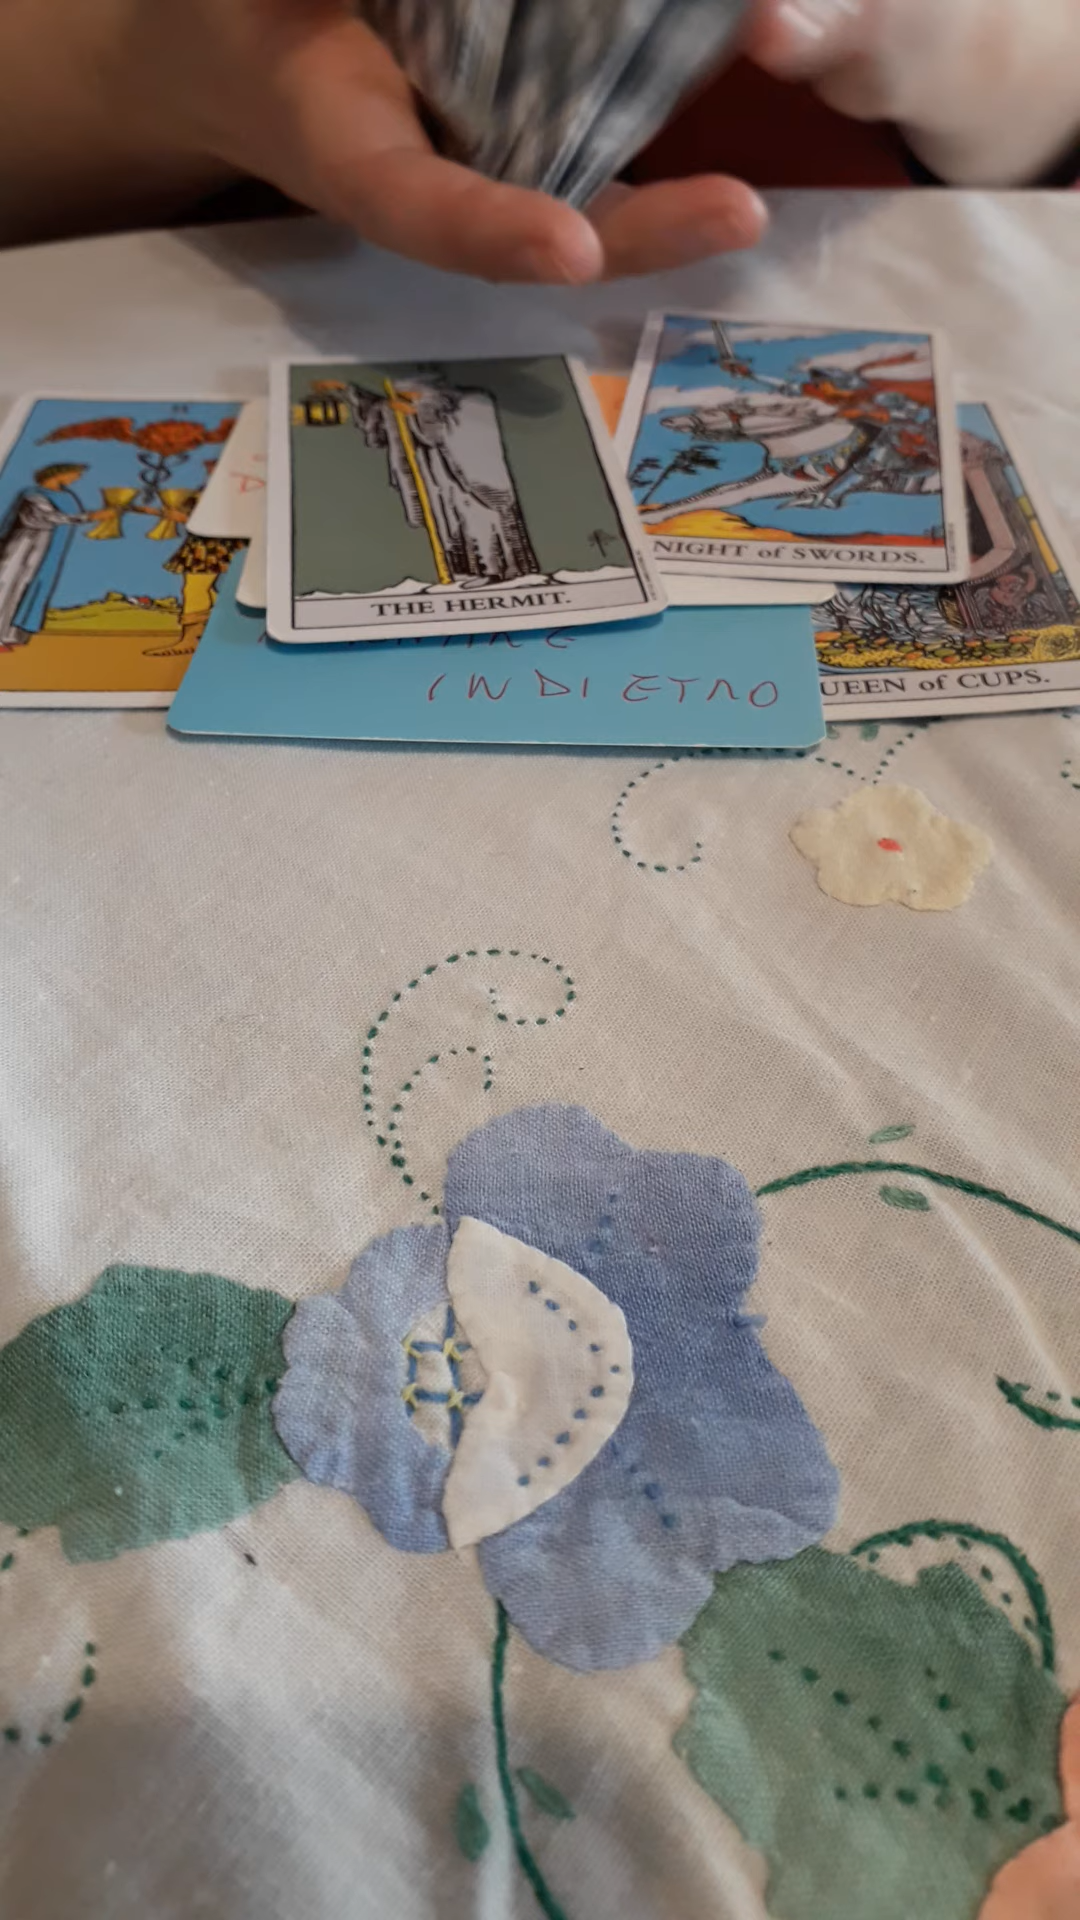 THE HERMIT.
NIGHT of SWORDS.
UEEN of CUPS.
INDIETRO